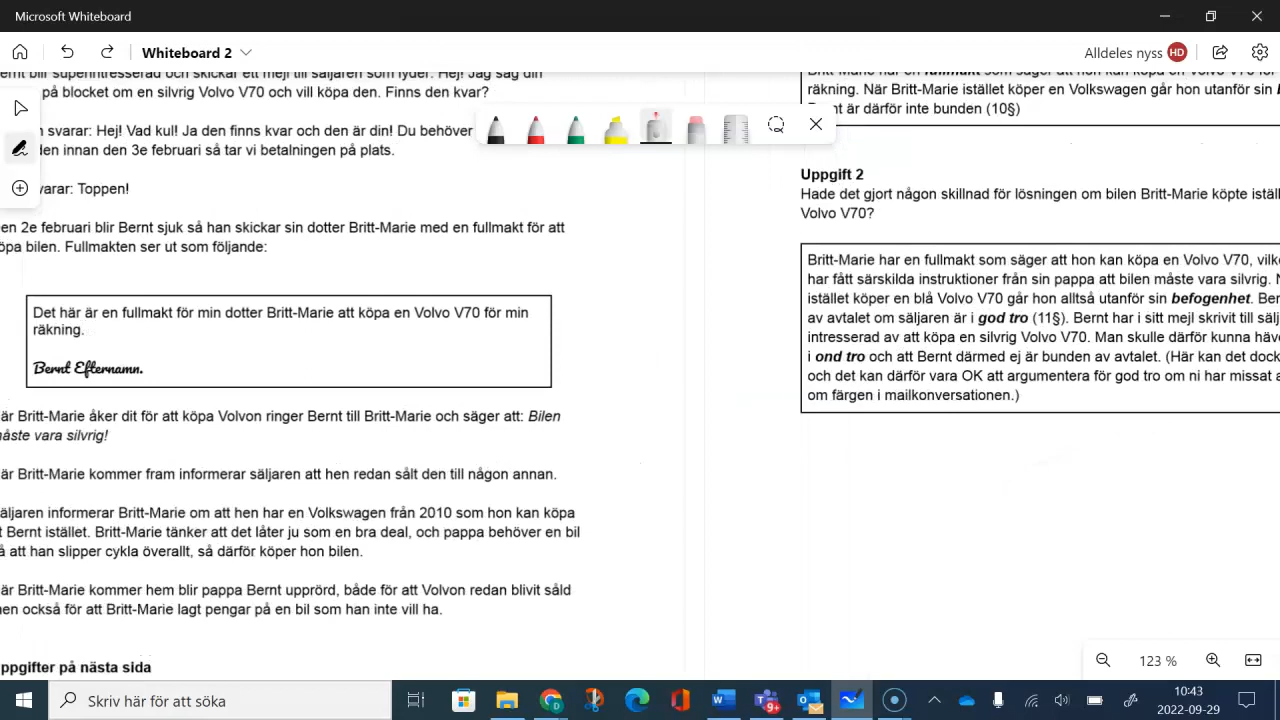 Microsoft Whiteboard
Whiteboard 2
Alldeles nyss HD
ernt blir superintresserad och skickar ett mejl till säljaren som lyder: Hej! Jag såg din
på blocket om en silvrig Volvo V70 och vill köpa den. Finns den kvar?
svarar: Hej! Vad kul! Ja den finns kvar och den är din! Du behöver
den innan den 3e februari så tar vi betalningen på plats.
varar: Toppen!
en 2e februari blir Bernt sjuk så han skickar sin dotter Britt-Marie med en fullmakt för att
öpa bilen. Fullmakten ser ut som följande:
Det här är en fullmakt för min dotter Britt-Marie att köpa en Volvo V70 för min
räkning.
Bernt Efternamn.
är Britt-Marie åker dit för att köpa Volvon ringer Bernt till Britt-Marie och säger att: Bilen
måste vara silvrig!
är Britt-Marie kommer fram informerar säljaren att hen redan sålt den till någon annan.
äljaren informerar Britt-Marie om att hen har en Volkswagen från 2010 som hon kan köpa
t Bernt istället. Britt-Marie tänker att det låter ju som en bra deal, och pappa behöver en bil
å att han slipper cykla överallt, så därför köper hon bilen.
är Britt-Marie kommer hem blir pappa Bernt upprörd, både för att Volvon redan blivit såld
men också för att Britt-Marie lagt pengar på en bil som han inte vill ha.
ppgifter på nästa sida
Britt-Marie har en fullmakt som säger att hon kan köpa en Volvo V70 för
räkning. När Britt-Marie istället köper en Volkswagen går hon utanför sin
nt är därför inte bunden (10§)
Uppgift 2
Hade det gjort någon skillnad för lösningen om bilen Britt-Marie köpte istäl
Volvo V70?
Britt-Marie har en fullmakt som säger att hon kan köpa en Volvo V70, vilk
har fått särskilda instruktioner från sin pappa att bilen måste vara silvrig. N
istället köper en blå Volvo V70 går hon alltså utanför sin befogenhet. Ber
av avtalet om säljaren är i god tro (11§). Bernt har i sitt mejl skrivit till sälj
intresserad av att köpa en silvrig Volvo V70. Man skulle därför kunna häv
i ond tro och att Bernt därmed ej är bunden av avtalet. (Här kan det dock
och det kan därför vara OK att argumentera för god tro om ni har missat a
om färgen i mailkonversationen.)
123 %
Skriv här för att söka
9+
10:43
2022-09-29